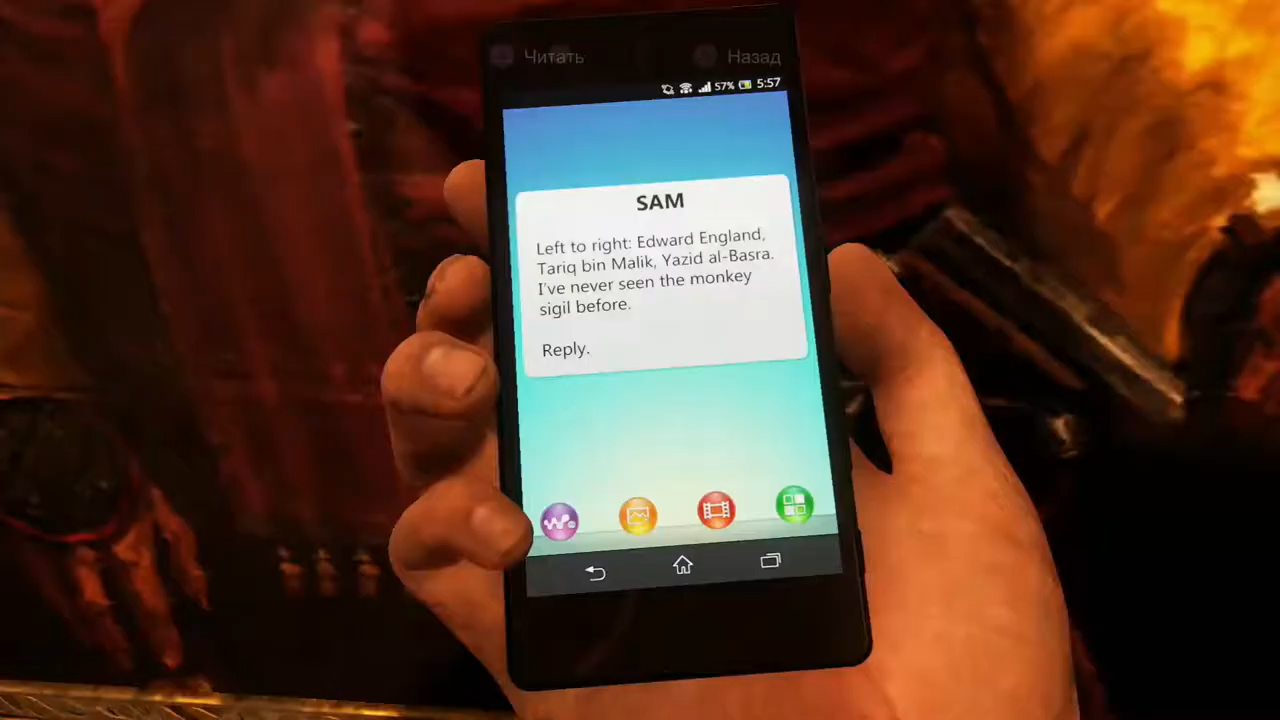 Читать Назад
57% 5:57
SAM
Left to right: Edward England,
Tariq bin Malik, Yazid al-Basra.
I've never seen the monkey
sigil before.
Reply.